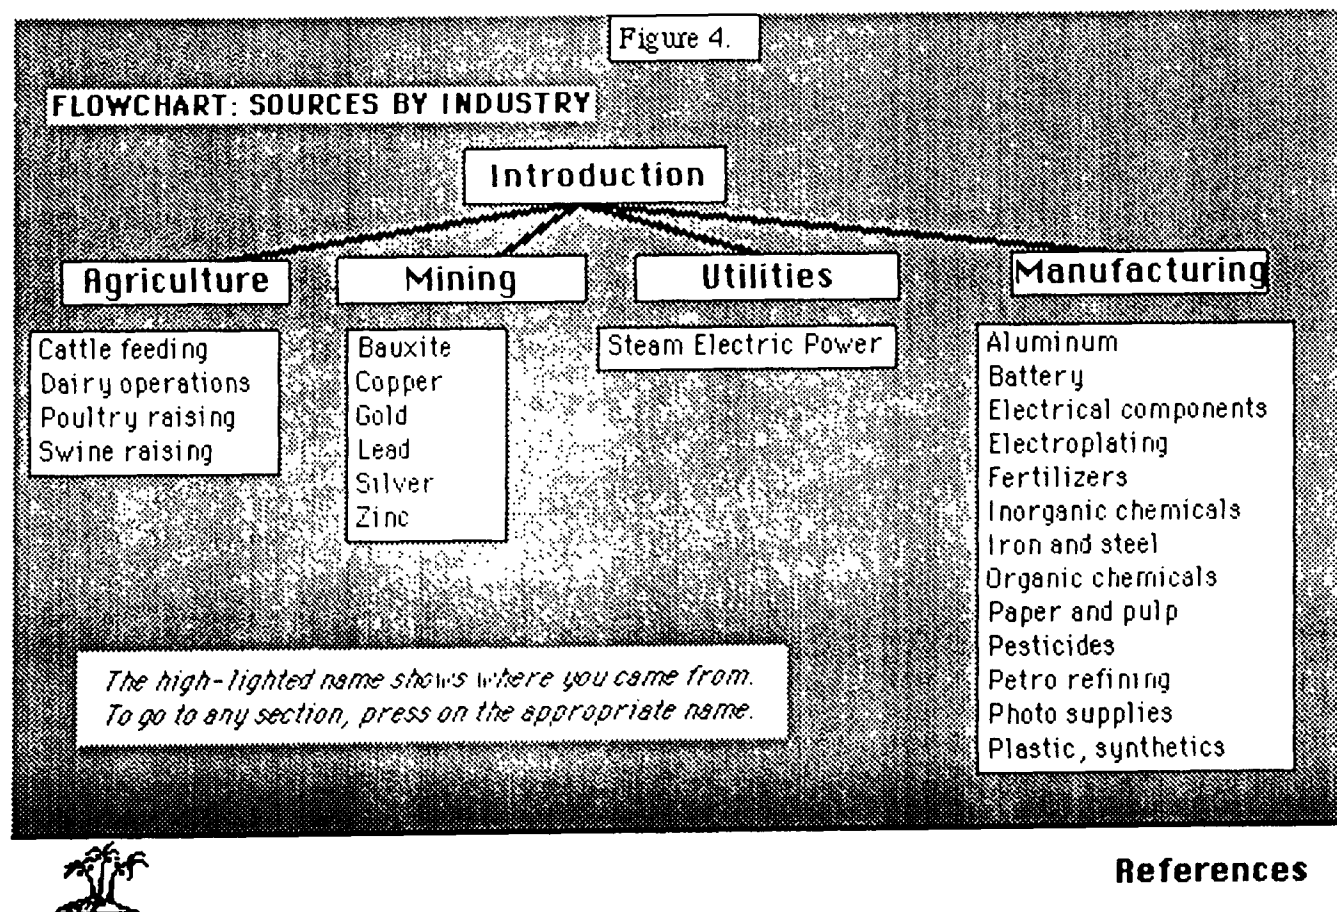 Figure 4.
FLOWCHART: SOURCES BY INDUSTRY
Introduction
Agriculture
Mining
Utilities
Manufacturing
Cattle feeding
Dairy operations
Poultry raising
Swine raising
Bauxite
Copper
Gold
Lead
Silver
Zinc
Steam Electric Power
Aluminum
Battery
Electrical components
Electroplating
Fertilizers
Inorganic chemicals
Iron and steel
Organic chemicals
Paper and pulp
Pesticides
Petro refining
Photo supplies
Plastic, synthetics
The high-lighted name shows where you came from.
To go to any section, press on the appropriate name.
References